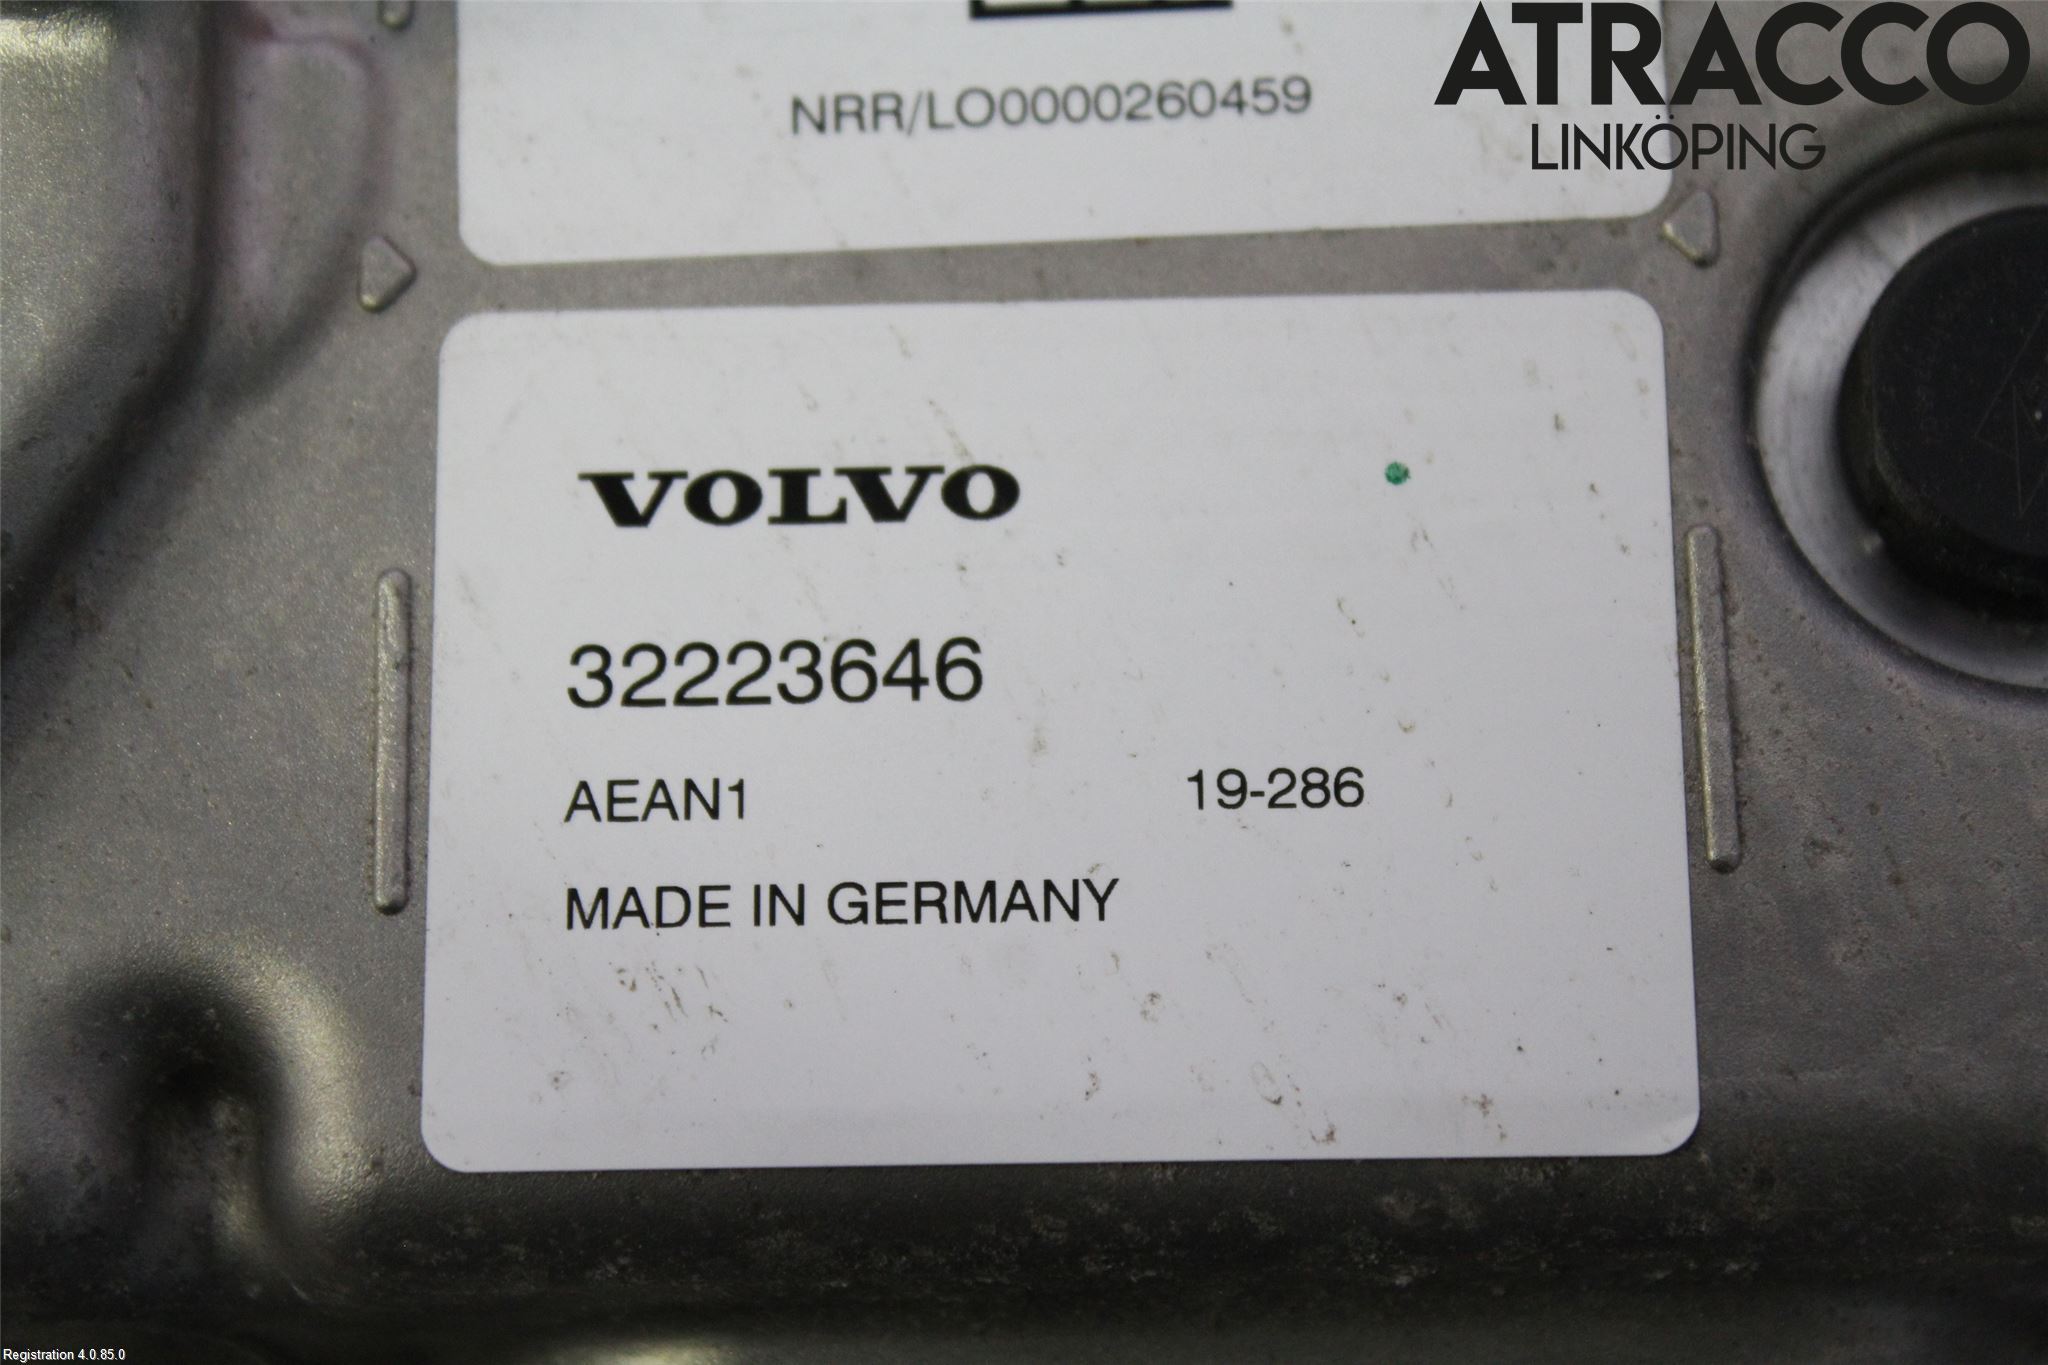 ATRACCO
LINKÖPING
NRR/LO0000260459
VOLVO
32223646
AEAN1 19-286
MADE IN GERMANY
Registration 4.0.85.0